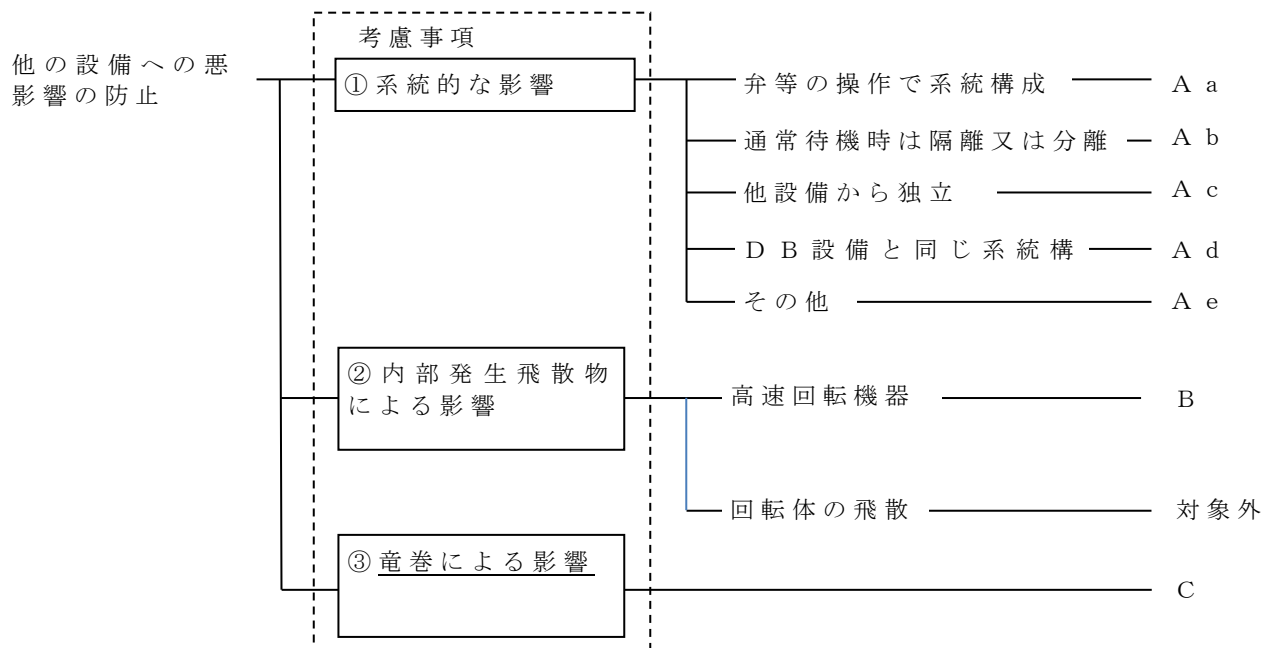 考慮事項
他の設備への悪
影響の防止
①系統的な影響
弁等の操作で系統構成
Ａａ
通常待機時は隔離又は分離
Ａｂ
他設備から独立
Ａｃ
ＤＢ設備と同じ系統構
Ａｄ
その他
Ａｅ
②内部発生飛散物
による影響
高速回転機器
Ｂ
回転体の飛散
対象外
③竜巻による影響
Ｃ